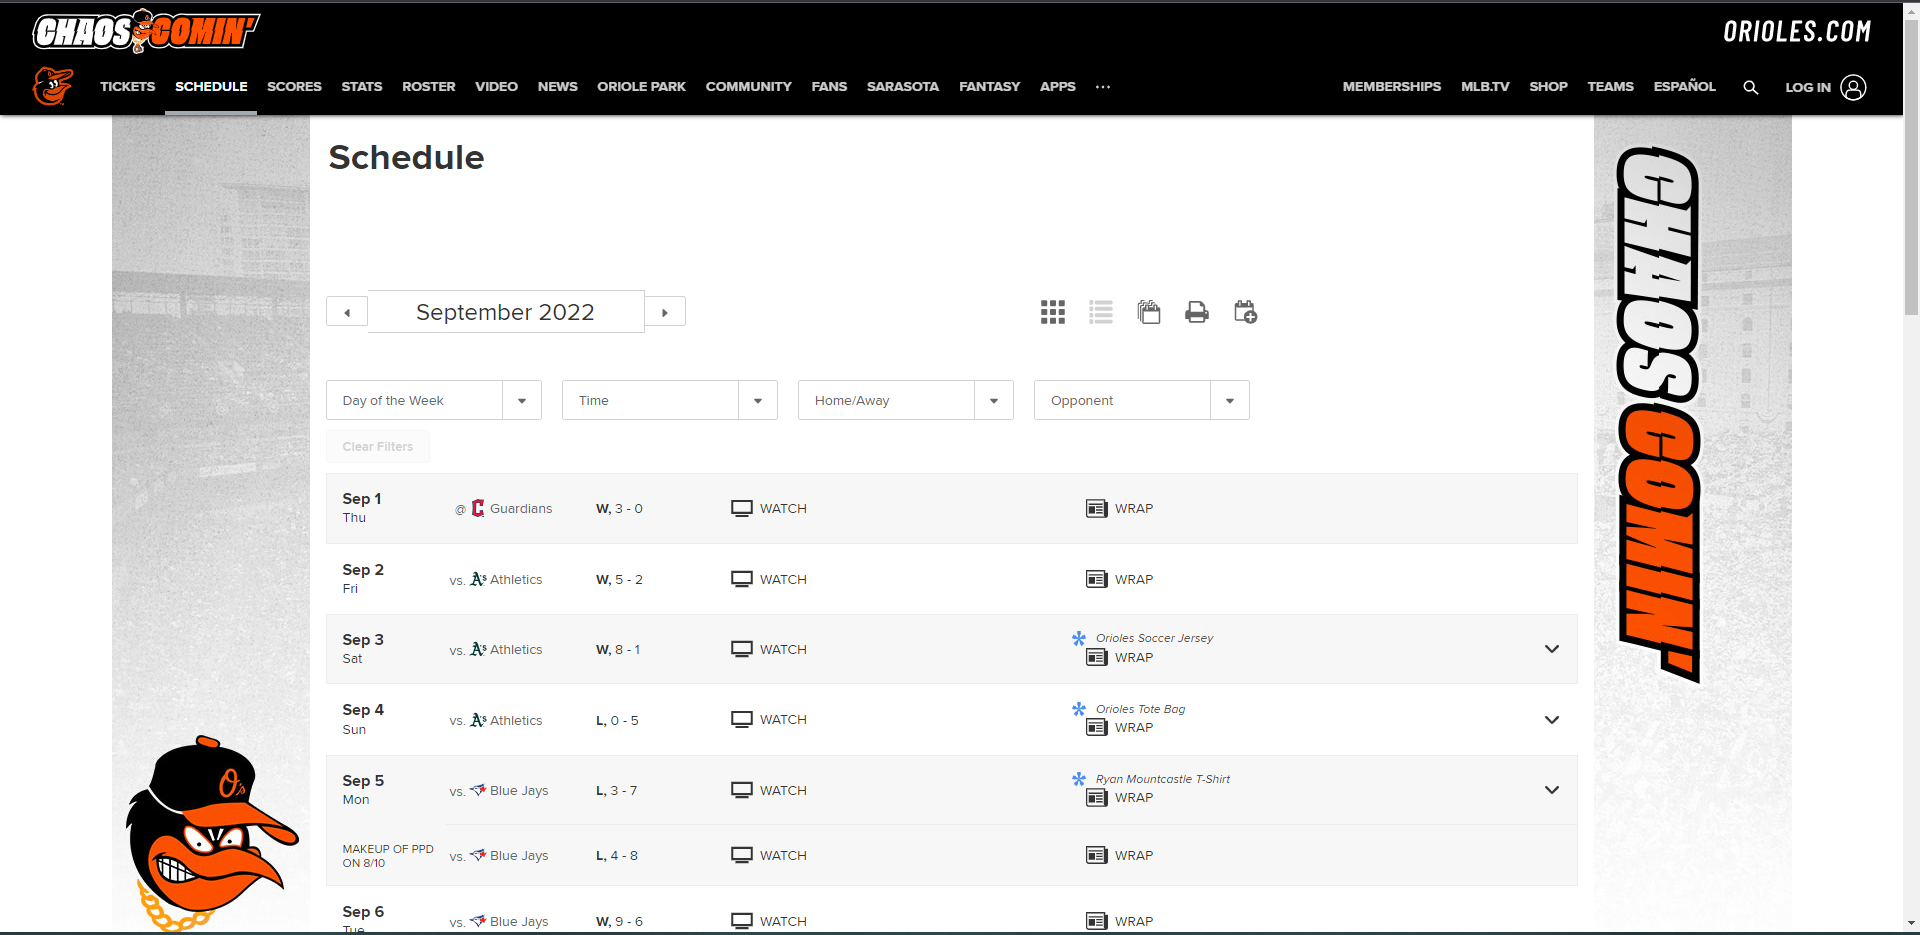 CHAOS COMIN'
ORIOLES.COM
TICKETS SCHEDULE SCORES STATS ROSTER VIDEO NEWS ORIOLE PARK COMMUNITY FANS SARASOTA FANTASY APPS ... MEMBERSHIPS MLB.TV SHOP TEAMS ESPAÑOL LOG IN
Schedule
September 2022
Day of the Week Time Home/Away Opponent
Clear Filters
Sep 1
Thu
@ C Guardians W, 3 - 0 WATCH WRAP
Sep 2
Fri
vs. A's Athletics W, 5 - 2 WATCH WRAP
Sep 3
Sat
vs. A's Athletics W, 8 - 1 WATCH
Orioles Soccer Jersey
WRAP
Sep 4
Sun
vs. A's Athletics L, 0 - 5 WATCH
Orioles Tote Bag
WRAP
Sep 5
Mon
vs. Blue Jays L, 3 - 7 WATCH
Ryan Mountcastle T-Shirt
WRAP
MAKEUP OF PPD
ON 8/10
vs. Blue Jays L, 4 - 8 WATCH WRAP
Sep 6
Tue
vs. Blue Jays W, 9 - 6 WATCH WRAP
O's
CHAOS COMIN'